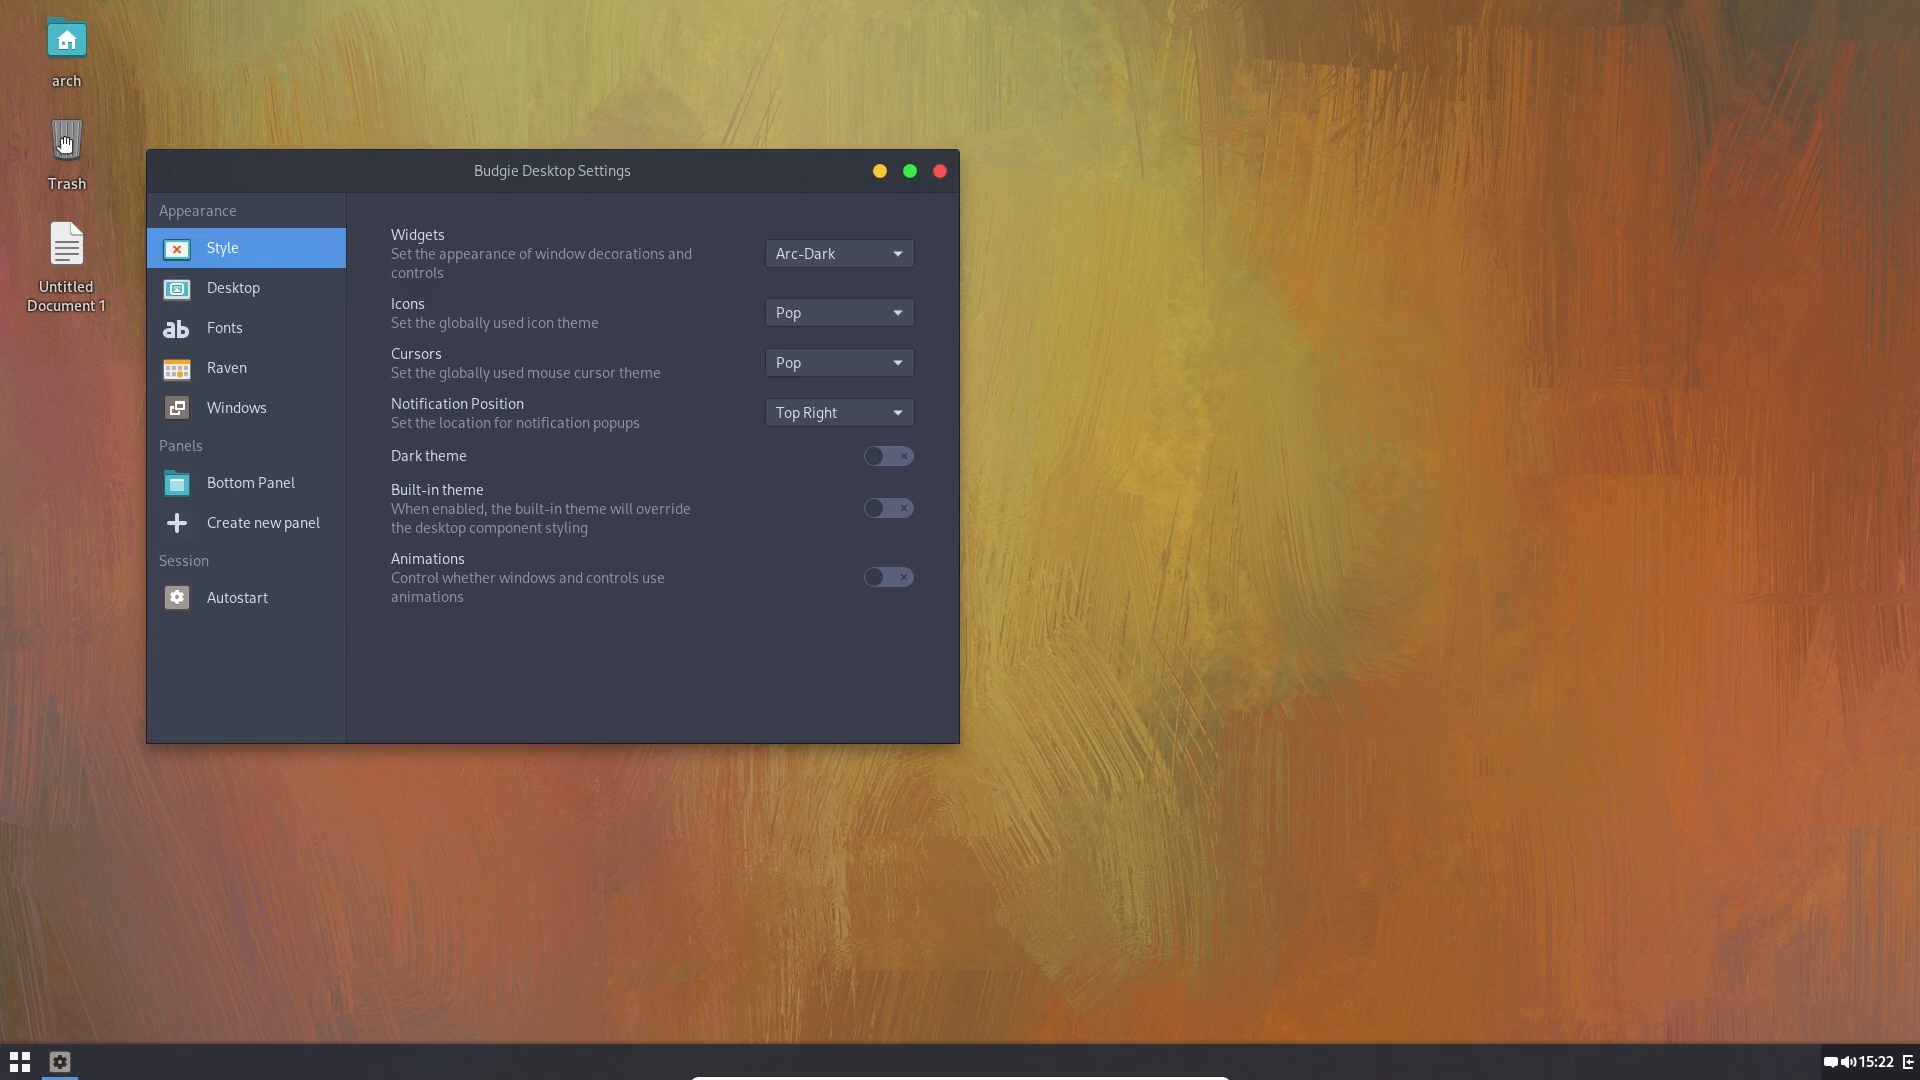 arch
Trash
Untitled
Document 1
Budgie Desktop Settings
Appearance
Style
Desktop
Fonts
Raven
Windows
Panels
Bottom Panel
Create new panel
Session
Autostart
Widgets
Set the appearance of window decorations and
controls
Arc-Dark
Icons
Set the globally used icon theme
Pop
Cursors
Set the globally used mouse cursor theme
Pop
Notification Position
Set the location for notification popups
Top Right
Dark theme
Built-in theme
When enabled, the built-in theme will override
the desktop component styling
Animations
Control whether windows and controls use
animations
15:22